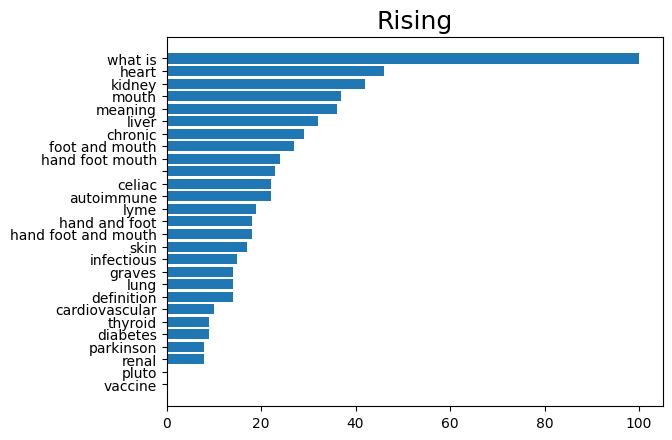 Rising
what is
heart
kidney
mouth
meaning
liver
chronic
foot and mouth
hand foot mouth
celiac
autoimmune
lyme
hand and foot
hand foot and mouth
skin
infectious
graves
lung
definition
cardiovascular
thyroid
diabetes
parkinson
renal
pluto
vaccine
0 20 40 60 80 100